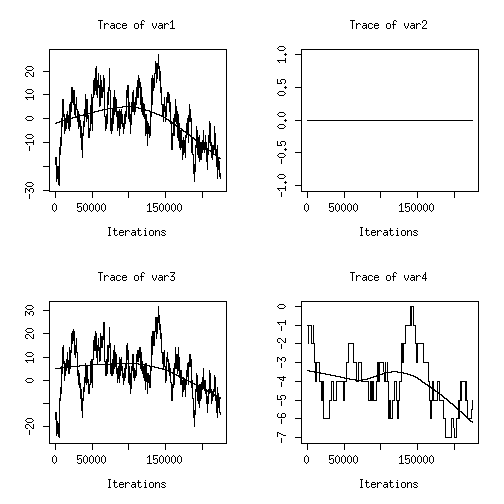 Trace of var1
Trace of var2
20
10
0
-10
-30
0 50000 150000
Iterations
1.0
0.5
0.0
-0.5
-1.0
0 50000 150000
Iterations
Trace of var3
Trace of var4
30
20
10
0
-20
0 50000 150000
Iterations
0
-1
-2
-3
-4
-5
-6
-7
0 50000 150000
Iterations